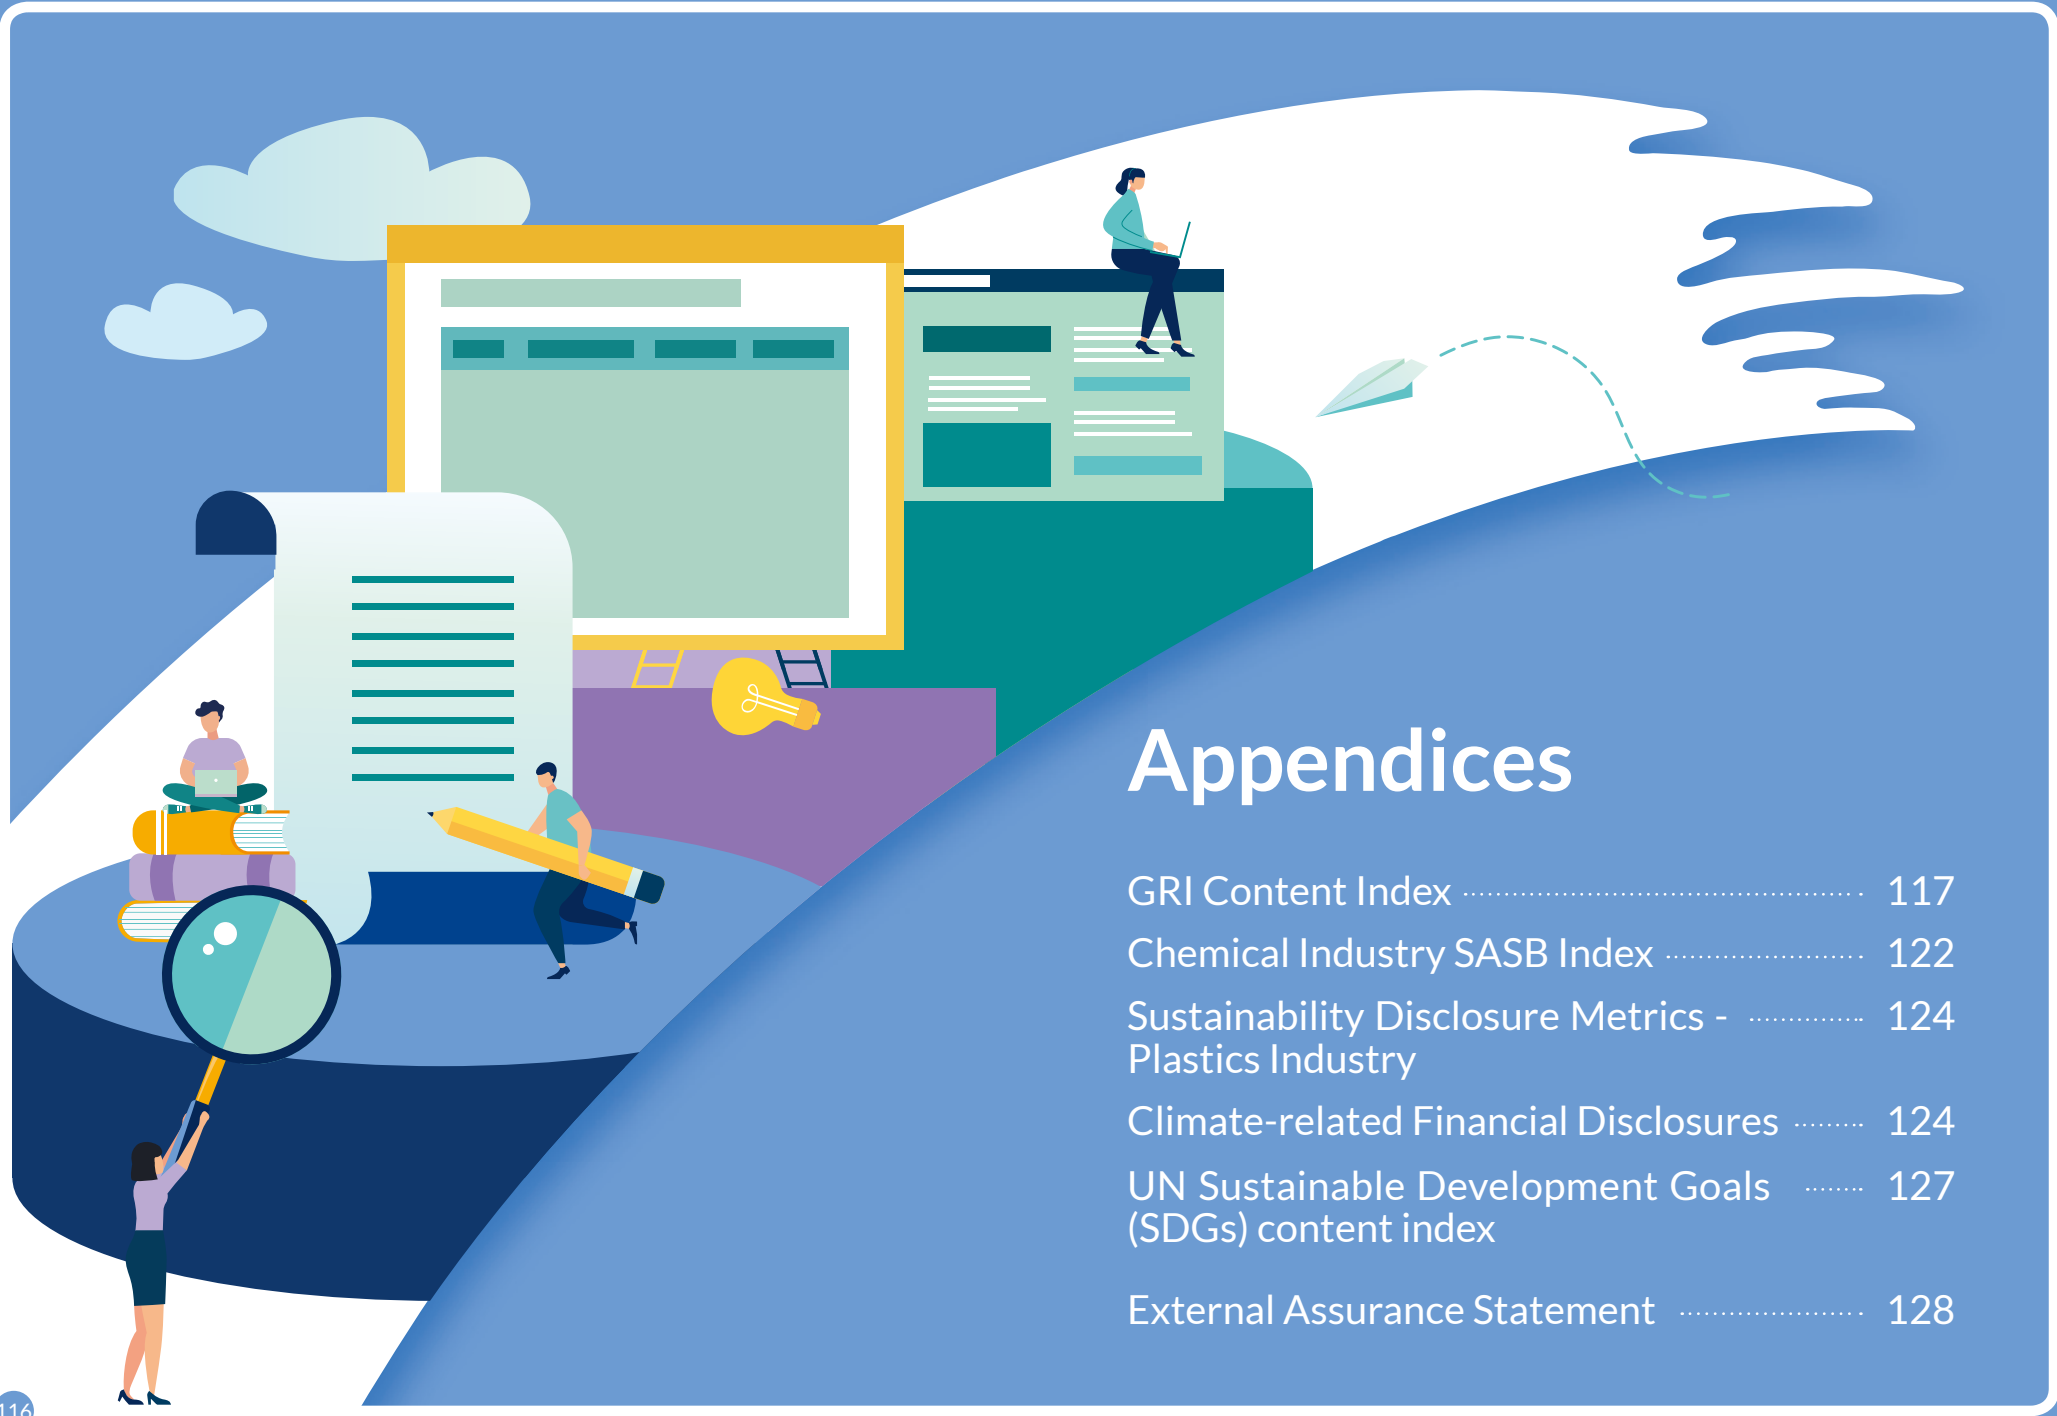 Appendices
GRI Content Index 117
Chemical Industry SASB Index 122
Sustainability Disclosure Metrics - 124
Plastics Industry
Climate-related Financial Disclosures 124
UN Sustainable Development Goals 127
(SDGs) content index
External Assurance Statement 128
116